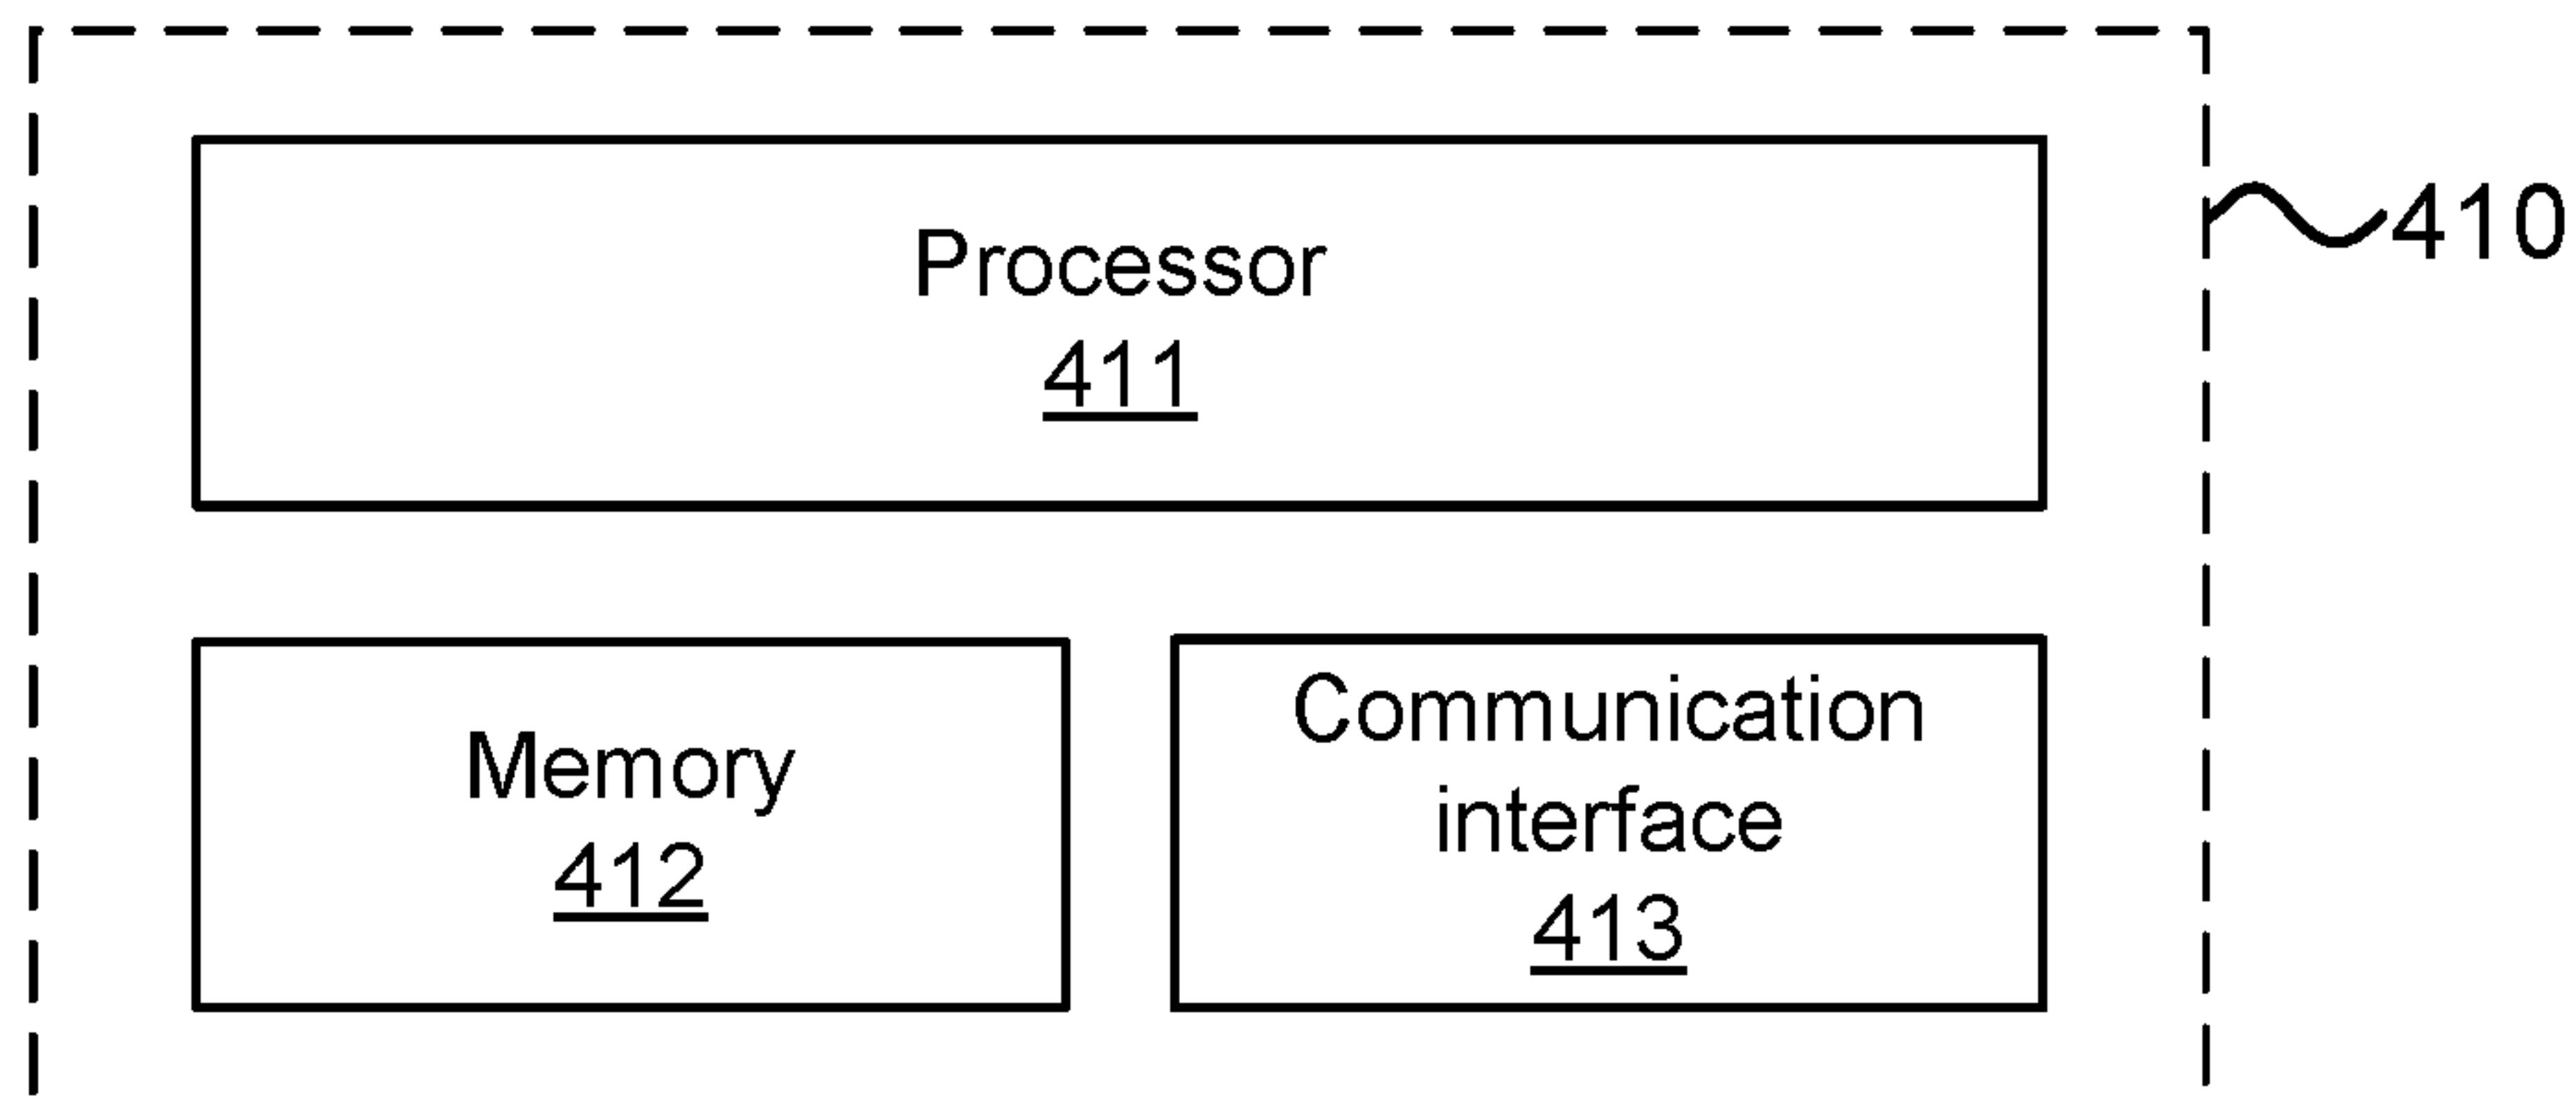 Processor
411
410
Memory
412
Communication
interface
413